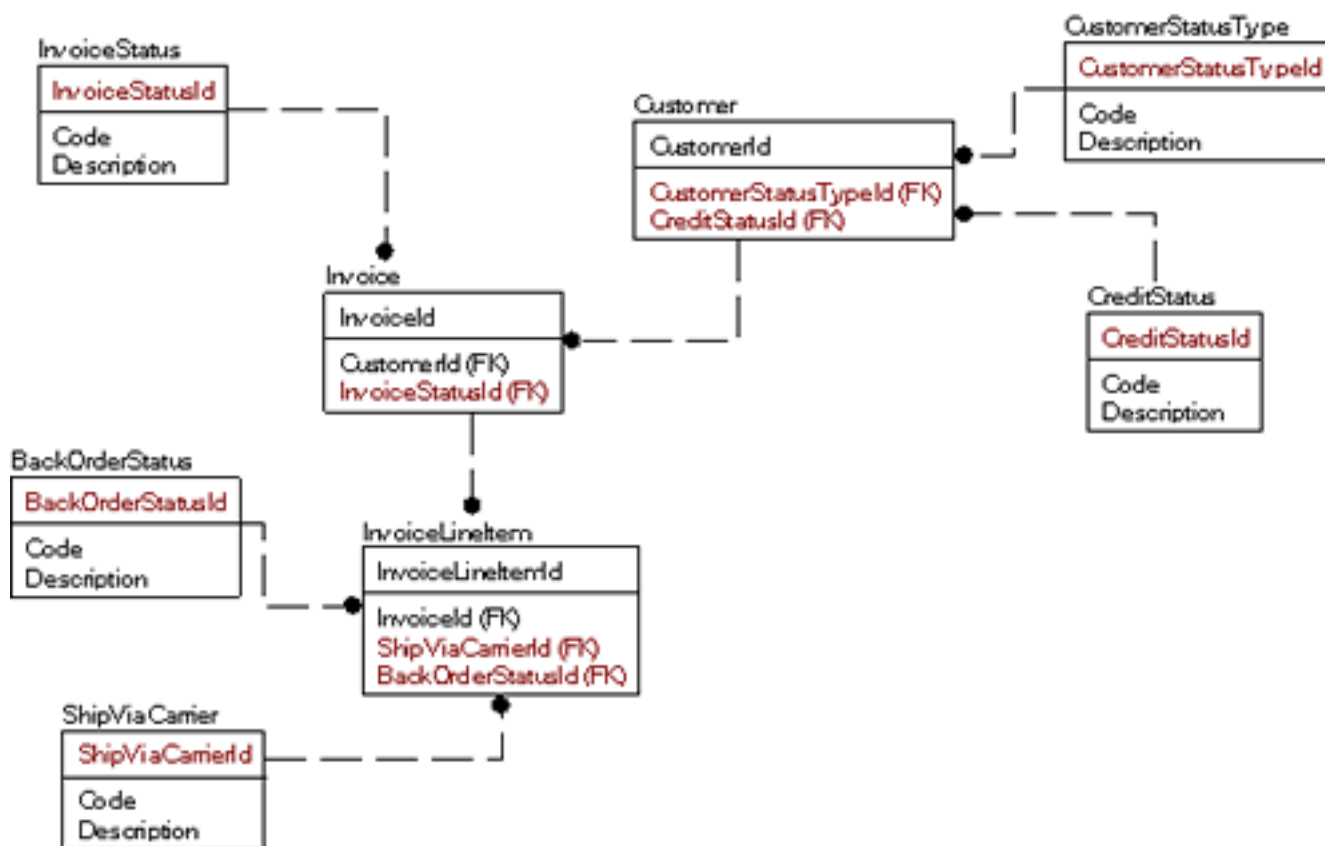 InvoiceStatus
InvoiceStatusId
Code
Description
CustomerStatusType
CustomerStatusTypeId
Code
Description
Customer
CustomerId
CustomerStatusTypeId (FK)
CreditStatusId (FK)
Invoice
InvoiceId
CustomerId (FK)
InvoiceStatusId (FK)
CreditStatus
CreditStatusId
Code
Description
BackOrderStatus
BackOrderStatusId
Code
Description
InvoiceLineItem
InvoiceLineItemId
InvoiceId (FK)
ShipViaCarrierId (FK)
BackOrderStatusId (FK)
ShipViaCarrier
ShipViaCarrierId
Code
Description